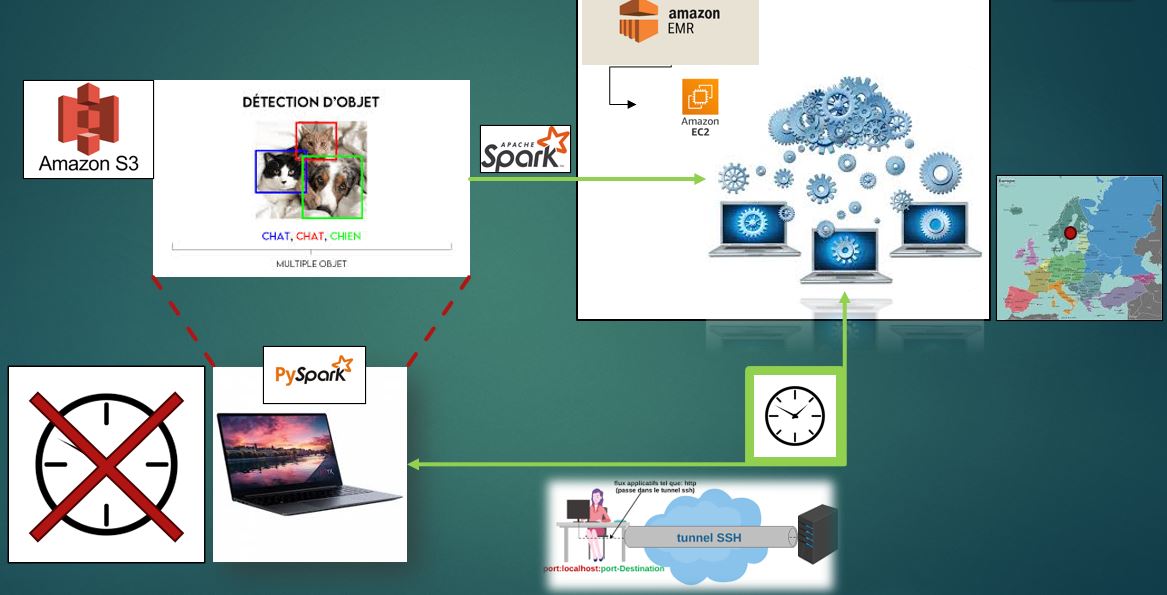 amazon
EMR
Amazon S3
DÉTECTION D'OBJET
CHAT, CHAT, CHIEN
MULTIPLE OBJET
APACHE
Spark
Amazon
EC2
PySpark
flux applicatifs tel que: http
(passe dans le tunnel ssh)
tunnel SSH
port:localhost:port-Destination